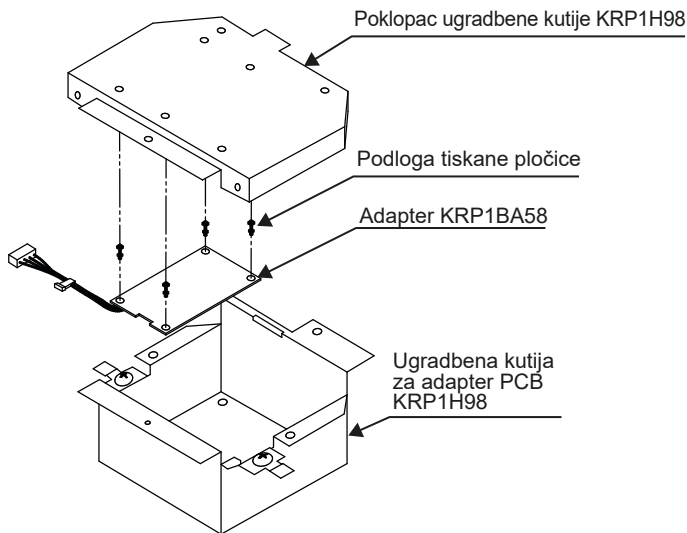 Poklopac ugradbene kutije KRP1H98
Podloga tiskane pločice
Adapter KRP1BA58
Ugradbena kutija
za adapter PCB
KRP1H98